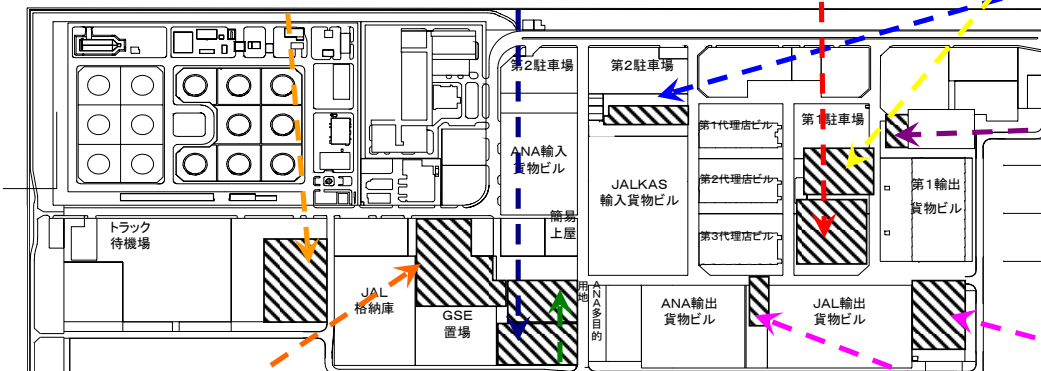 第2駐車場
第2駐車場
第1代理店ビル
第1駐車場
ANA輸入
貨物ビル
JALKAS
輸入貨物ビル
第2代理店ビル
第1輸出
貨物ビル
トラック
待機場
簡易
上屋
第3代理店ビル
JAL
格納庫
GSE
置場
ANA多目的
用地
ANA輸出
貨物ビル
JAL輸出
貨物ビル